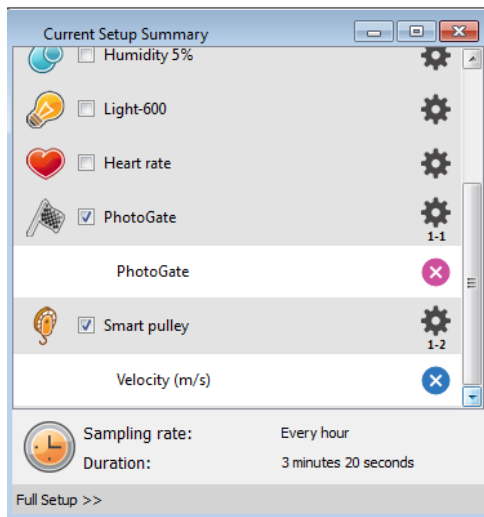 Current Setup Summary
Humidity 5%
Light-600
Heart rate
PhotoGate
1-1
PhotoGate
Smart pulley
1-2
Velocity (m/s)
Sampling rate: Every hour
Duration: 3 minutes 20 seconds
Full Setup >>